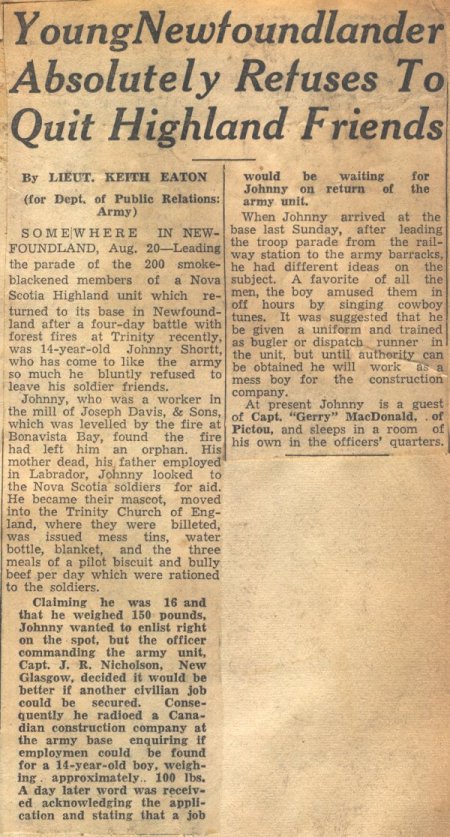 Young Newfoundlander
Absolutely Refuses To
Quit Highland Friends
By LIEUT. KEITH EATON
(for Dept. of Public Relations:
Army)
SOMEWHERE IN NEW-
FOUNDLAND, Aug. 20—Leading
the parade of the 200 smoke-
blackened members of a Nova
Scotia Highland unit which re-
turned to its base in Newfound-
land after a four-day battle with
forest fires at Trinity recently,
was 14-year-old Johnny Shortt,
who has come to like the army
so much he bluntly refused to
leave his soldier friends.
Johnny, who was a worker in
the mill of Joseph Davis, & Sons,
which was levelled by the fire at
Bonavista Bay, found the fire
had left him an orphan. His
mother dead, his father employed
in Labrador, Johnny looked to
the Nova Scotia soldiers for aid.
He became their mascot, moved
into the Trinity Church of Eng-
land, where they were billeted,
was issued mess tins, water
bottle, blanket, and the three
meals of a pilot biscuit and bully
beef per day which were rationed
to the soldiers.
Claiming he was 16 and
that he weighed 150 pounds,
Johnny wanted to enlist right
on the spot, but the officer
commanding the army unit,
Capt. J. R. Nicholson, New
Glasgow, decided it would be
better if another civilian job
could be secured. Conse-
quently he radioed a Cana-
dian construction company at
the army base enquiring if
employmen could be found
for a 14-year-old boy, weigh-
ing . approximately.. 100 lbs.
A day later word was receiv-
ed acknowledging the appli-
cation and stating that a job
would be waiting for
Johnny on return of the
army unit.
When Johnny arrived at the
base last Sunday, after leading
the troop parade from the rail-
way station to the army barracks,
he had different ideas on the
subject. A favorite of all the
men, the boy amused them in
off hours by singing cowboy
tunes. It was suggested that he
be given a uniform and trained
as bugler or dispatch runner in
the unit, but until authority can
be obtained he will work as a
mess boy for the construction
company.
At present Johnny is a guest
of Capt. "Gerry" MacDonald, . of
Pictou, and sleeps in a room of
his own in the officers' quarters.